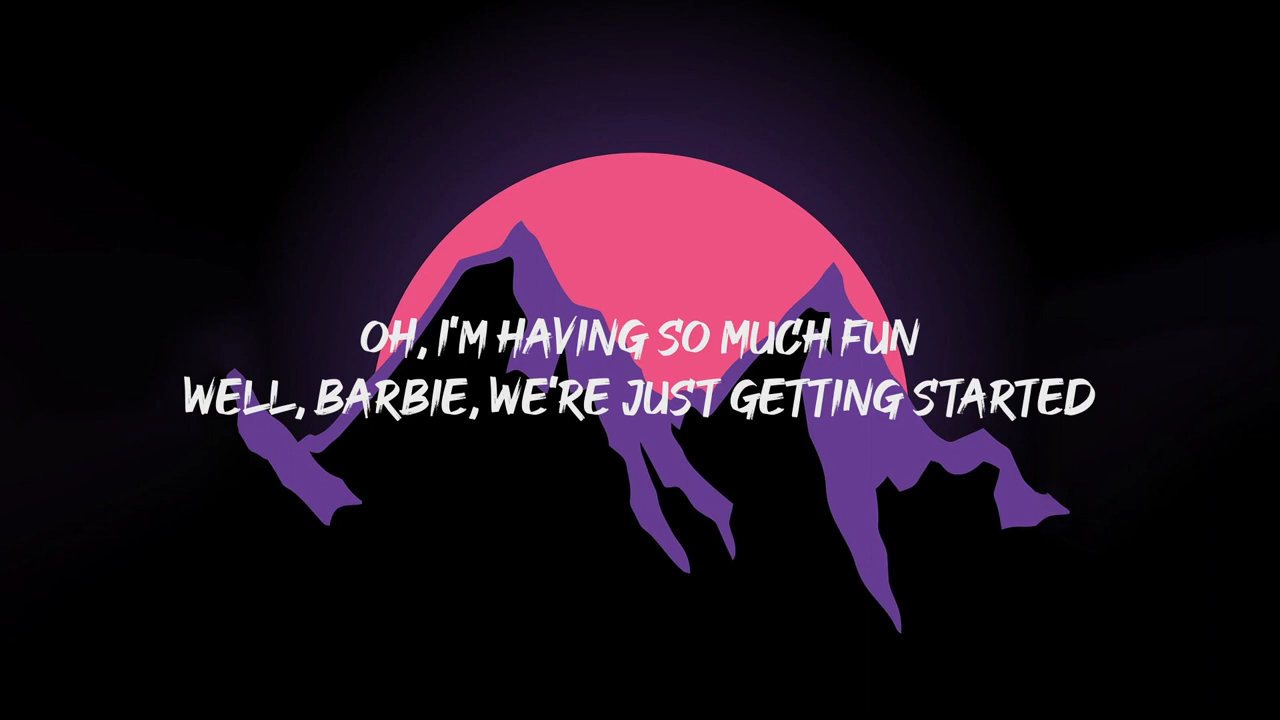 OH, I'M HAVING SO MUCH FUN
WELL, BARBIE, WE'RE JUST GETTING STARTED